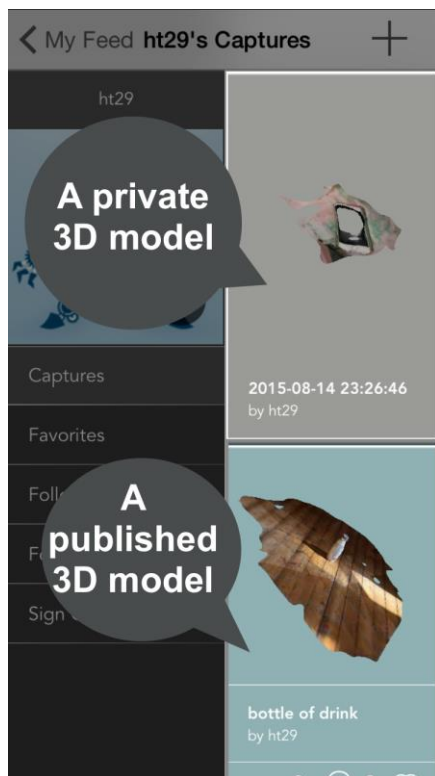 My Feed ht29's Captures
ht29
A private
3D model
Captures
2015-08-14 23:26:46
by ht29
Favorites
A
published
3D model
bottle of drink
by ht29